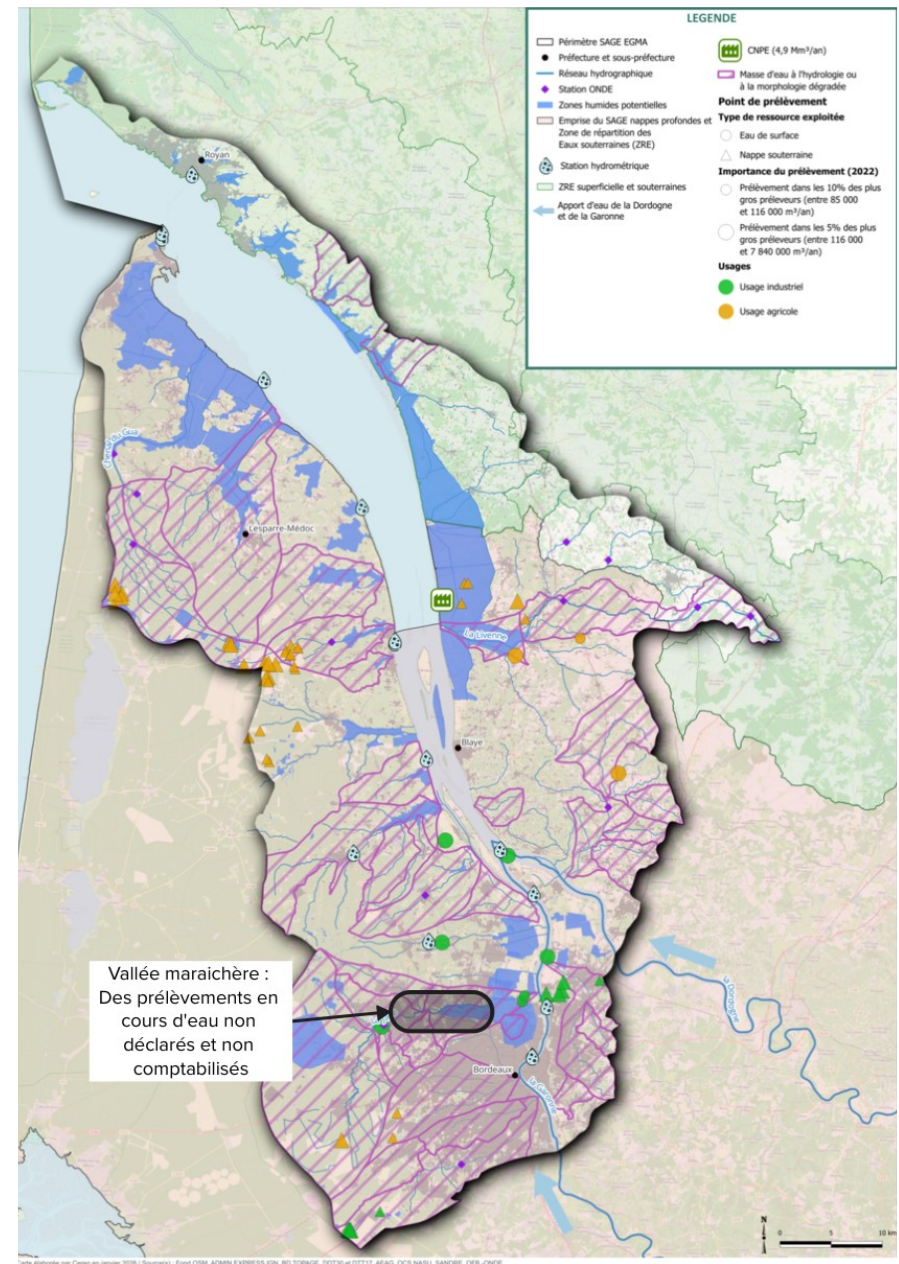 LEGENDE
Périmètre SAGE EGMA
Préfecture et sous-préfecture
Réseau hydrographique
Station ONDE
Zones humides potentielles
Emprise du SAGE nappes profondes et
Zone de répartition des
Eaux souterraines (ZRE)
Station hydrométrique
ZRE superficielle et souterraines
Apport d'eau de la Dordogne
et de la Garonne
CNPE (4,9 Mm³/an)
Masse d'eau à l'hydrologie ou
à la morphologie dégradée
Point de prélèvement
Type de ressource exploitée
Eau de surface
Nappe souterraine
Importance du prélèvement (2022)
Prélèvement dans les 10% des plus
gros préleveurs (entre 85 000
et 116 000 m³/an)
Prélèvement dans les 5% des plus
gros préleveurs (entre 116 000
et 7 840 000 m³/an)
Usages
Usage industriel
Usage agricole
Royan
Chenal du Gua
Lesparre-Médoc
La Livenne
Blaye
la Dordogne
Vallée maraichère :
Des prélèvements en
cours d'eau non
déclarés et non
comptabilisés
Bordeaux
la Garonne
N
0 5 10 km